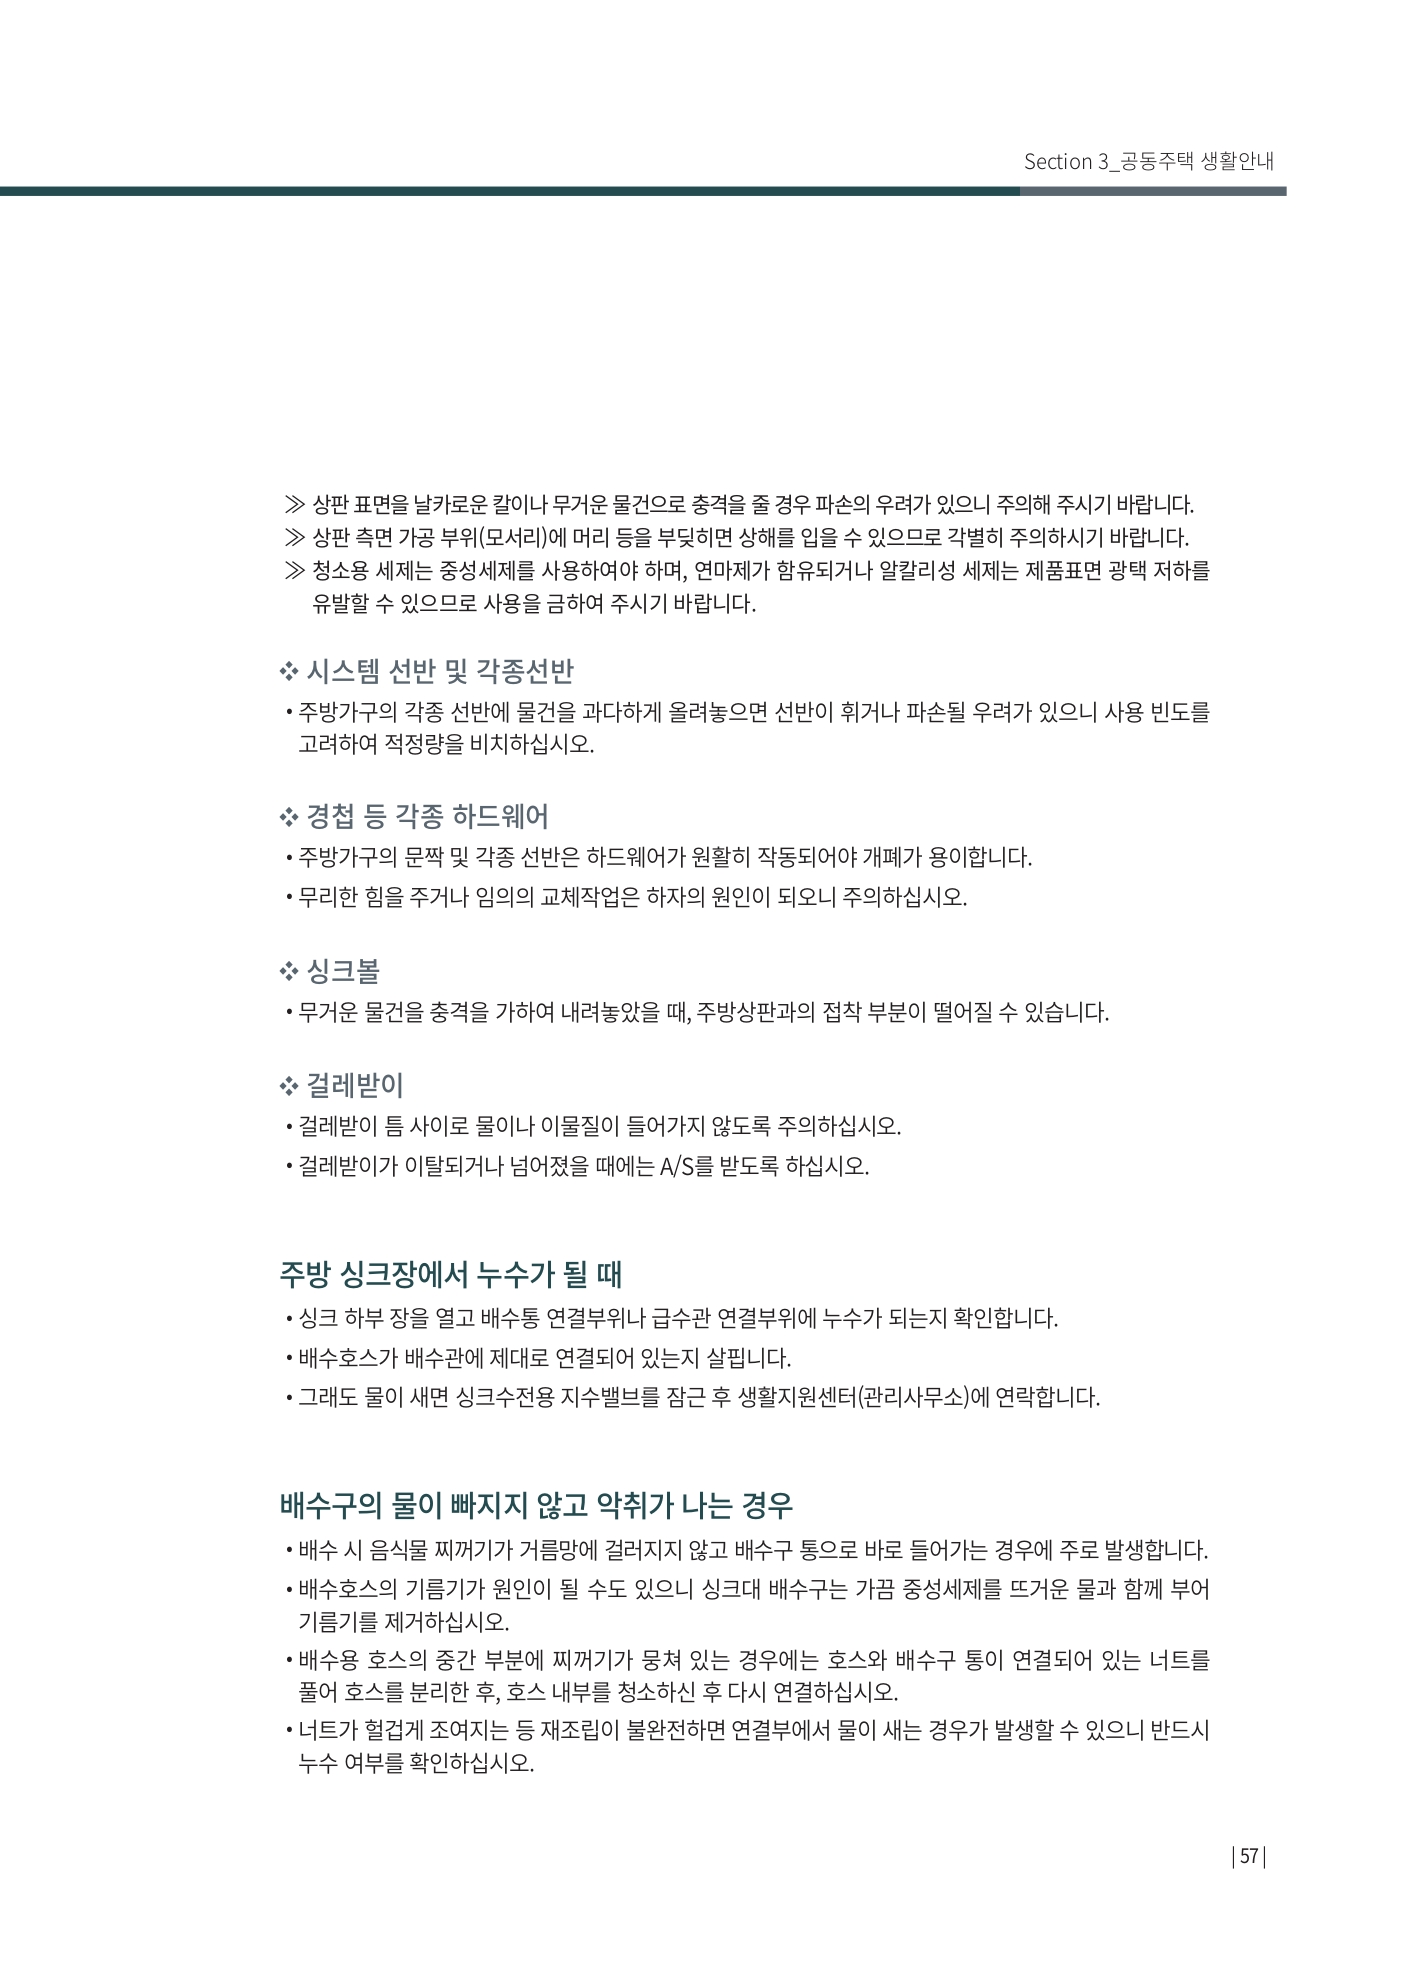 Section 3_공동주택 생활안내
≫ 상판 표면을 날카로운 칼이나 무거운 물건으로 충격을 줄 경우 파손의 우려가 있으니 주의해 주시기 바랍니다.
≫ 상판 측면 가공 부위(모서리)에 머리 등을 부딪히면 상해를 입을 수 있으므로 각별히 주의하시기 바랍니다.
≫ 청소용 세제는 중성세제를 사용하여야 하며, 연마제가 함유되거나 알칼리성 세제는 제품표면 광택 저하를
유발할 수 있으므로 사용을 금하여 주시기 바랍니다.
❖ 시스템 선반 및 각종선반
• 주방가구의 각종 선반에 물건을 과다하게 올려놓으면 선반이 휘거나 파손될 우려가 있으니 사용 빈도를
고려하여 적정량을 비치하십시오.
❖ 경첩 등 각종 하드웨어
• 주방가구의 문짝 및 각종 선반은 하드웨어가 원활히 작동되어야 개폐가 용이합니다.
• 무리한 힘을 주거나 임의의 교체작업은 하자의 원인이 되오니 주의하십시오.
❖ 싱크볼
• 무거운 물건을 충격을 가하여 내려놓았을 때, 주방상판과의 접착 부분이 떨어질 수 있습니다.
❖ 걸레받이
• 걸레받이 틈 사이로 물이나 이물질이 들어가지 않도록 주의하십시오.
• 걸레받이가 이탈되거나 넘어졌을 때에는 A/S를 받도록 하십시오.
주방 싱크장에서 누수가 될 때
• 싱크 하부 장을 열고 배수통 연결부위나 급수관 연결부위에 누수가 되는지 확인합니다.
• 배수호스가 배수관에 제대로 연결되어 있는지 살핍니다.
• 그래도 물이 새면 싱크수전용 지수밸브를 잠근 후 생활지원센터(관리사무소)에 연락합니다.
배수구의 물이 빠지지 않고 악취가 나는 경우
• 배수 시 음식물 찌꺼기가 거름망에 걸러지지 않고 배수구 통으로 바로 들어가는 경우에 주로 발생합니다.
• 배수호스의 기름기가 원인이 될 수도 있으니 싱크대 배수구는 가끔 중성세제를 뜨거운 물과 함께 부어
기름기를 제거하십시오.
• 배수용 호스의 중간 부분에 찌꺼기가 뭉쳐 있는 경우에는 호스와 배수구 통이 연결되어 있는 너트를
풀어 호스를 분리한 후, 호스 내부를 청소하신 후 다시 연결하십시오.
• 너트가 헐겁게 조여지는 등 재조립이 불완전하면 연결부에서 물이 새는 경우가 발생할 수 있으니 반드시
누수 여부를 확인하십시오.
| 57 |